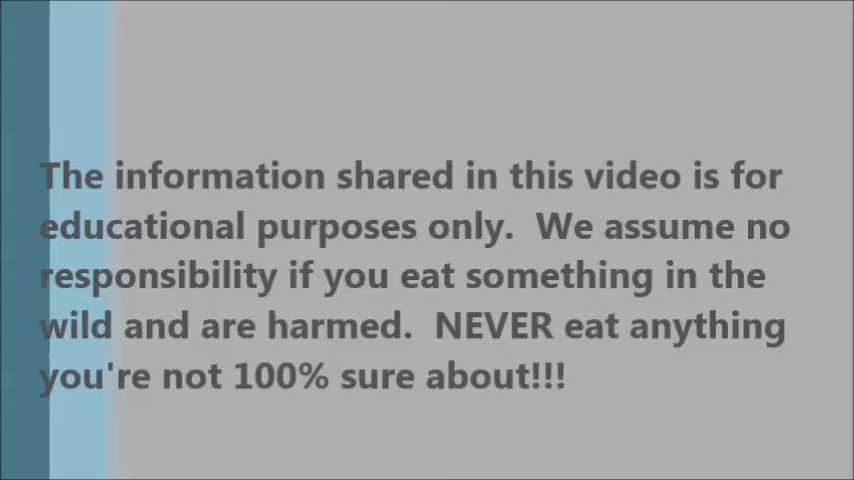 The information shared in this video is for
educational purposes only.  We assume no
responsibility if you eat something in the
wild and are harmed.  NEVER eat anything
you're not 100% sure about!!!